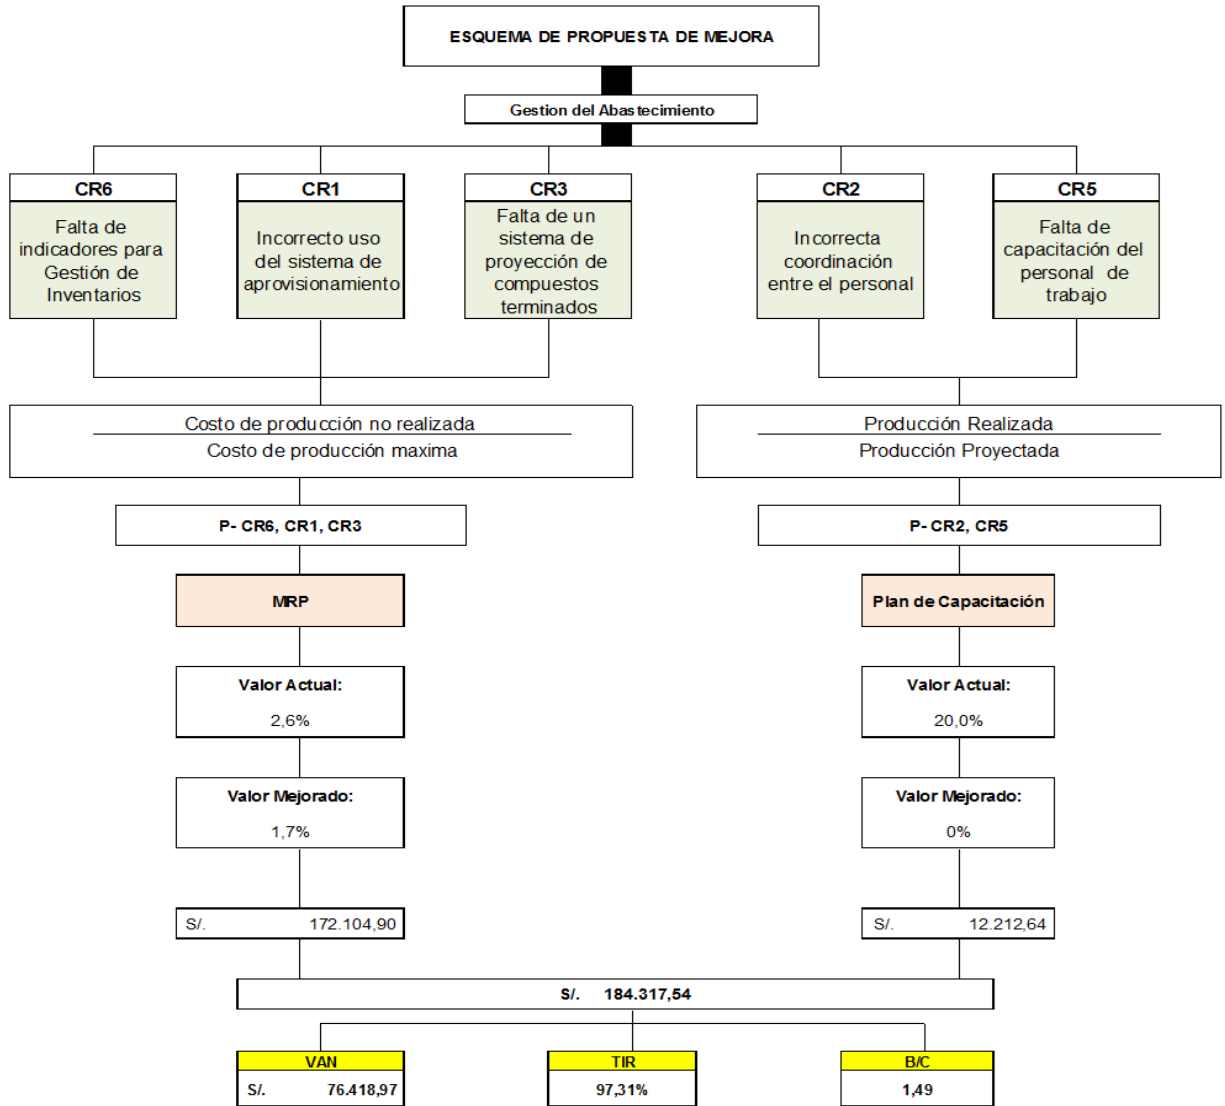 ESQUEMA DE PROPUESTA DE MEJORA
Gestion del Abastecimiento
CR6
Falta de
indicadores para
Gestión de
Inventarios
CR1
Incorrecto uso
del sistema de
aprovisionamiento
CR3
Falta de un
sistema de
proyección de
compuestos
terminados
CR2
Incorrecta
coordinación
entre el personal
CR5
Falta de
capacitación del
personal de
trabajo
Costo de producción no realizada
Costo de producción maxima
Producción Realizada
Producción Proyectada
P- CR6, CR1, CR3
P- CR2, CR5
MRP
Plan de Capacitación
Valor Actual:
2,6%
Valor Actual:
20,0%
Valor Mejorado:
1,7%
Valor Mejorado:
0%
S/. 172.104,90
S/. 12.212,64
S/. 184.317,54
VAN
S/. 76.418,97
TIR
97,31%
B/C
1,49